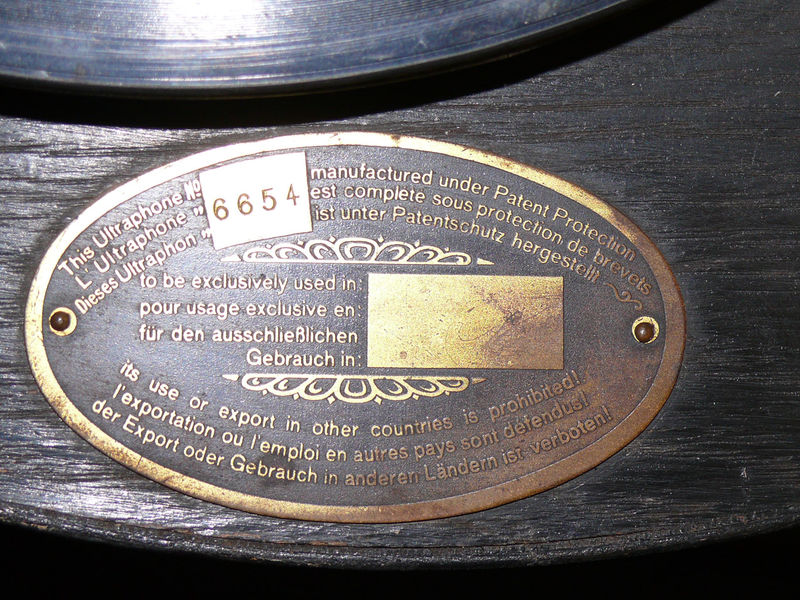 This Ultraphone No 6654 manufactured under Patent Protection
L'Ultraphone " est complète sous protection de brevets
Dieses Ultraphon " ist unter Patentschutz hergestellt
to be exclusively used in:
pour usage exclusive en:
für den ausschließlichen
Gebrauch in:
its use or export in other countries is prohibited!
l'exportation ou l'emploi en autres pays sont défendus!
der Export oder Gebrauch in anderen Ländern ist verboten!